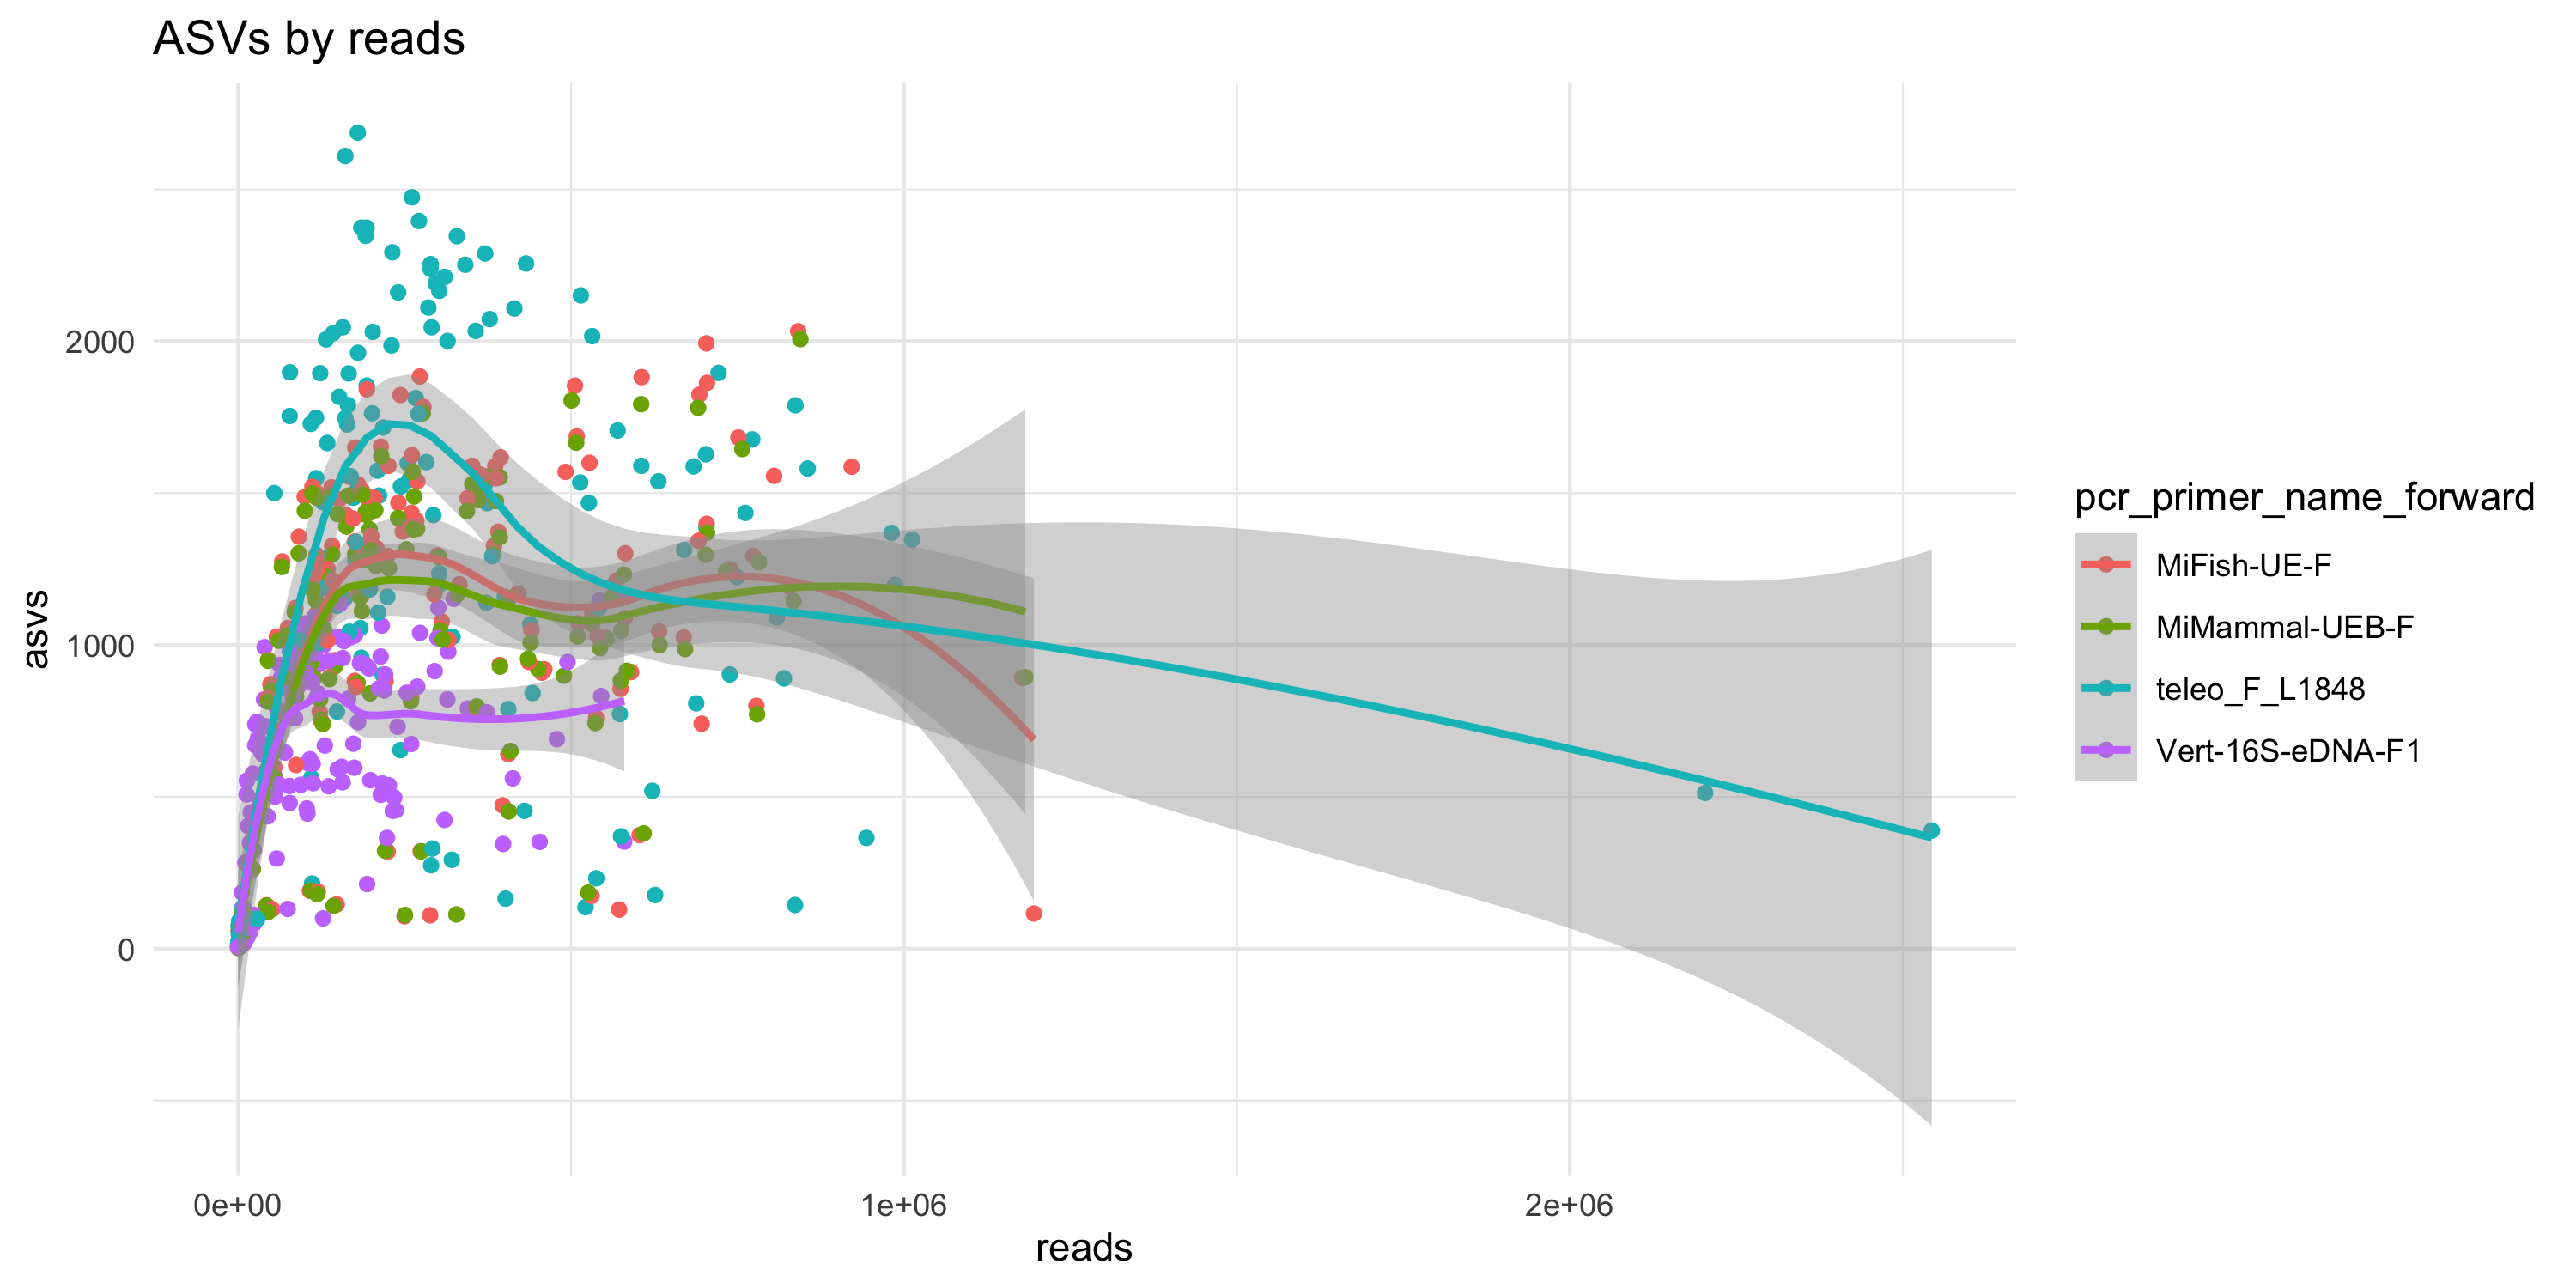 ASVs by reads
2000
1000
0
asvs
0e+00
1e+06
2e+06
reads
pcr_primer_name_forward
MiFish-UE-F
MiMammal-UEB-F
teleo_F_L1848
Vert-16S-eDNA-F1